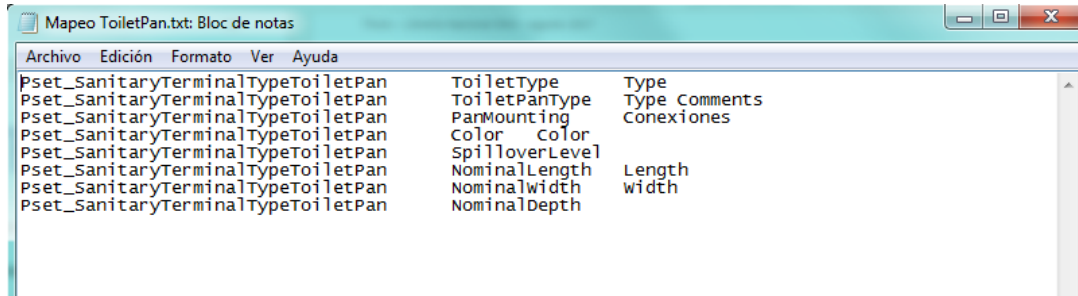 Mapeo ToiletPan.txt: Bloc de notas
Archivo Edición Formato Ver Ayuda
Pset_SanitaryTerminalTypeToiletPan ToiletType Type
Pset_SanitaryTerminalTypeToiletPan ToiletPanType Type Comments
Pset_SanitaryTerminalTypeToiletPan PanMounting Conexiones
Pset_SanitaryTerminalTypeToiletPan Color Color
Pset_SanitaryTerminalTypeToiletPan SpilloverLevel
Pset_SanitaryTerminalTypeToiletPan NominalLength Length
Pset_SanitaryTerminalTypeToiletPan NominalWidth Width
Pset_SanitaryTerminalTypeToiletPan NominalDepth